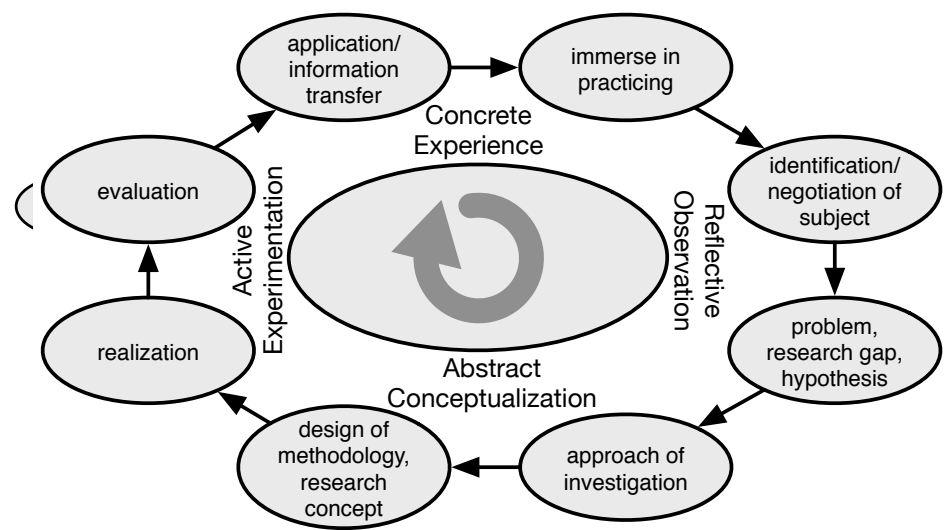 application/
information
transfer
immerse in
practicing
Concrete
Experience
identification/
negotiation of
subject
evaluation
Active
Experimentation
Reflective
Observation
realization
problem,
research gap,
hypothesis
Abstract
Conceptualization
design of
methodology,
research
concept
approach of
investigation